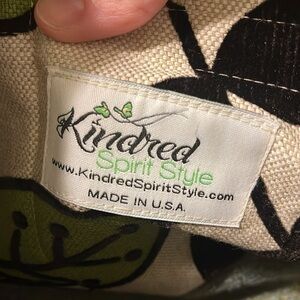 Kindred
Spirit Style
www.KindredSpiritStyle.com
MADE IN U.S.A.